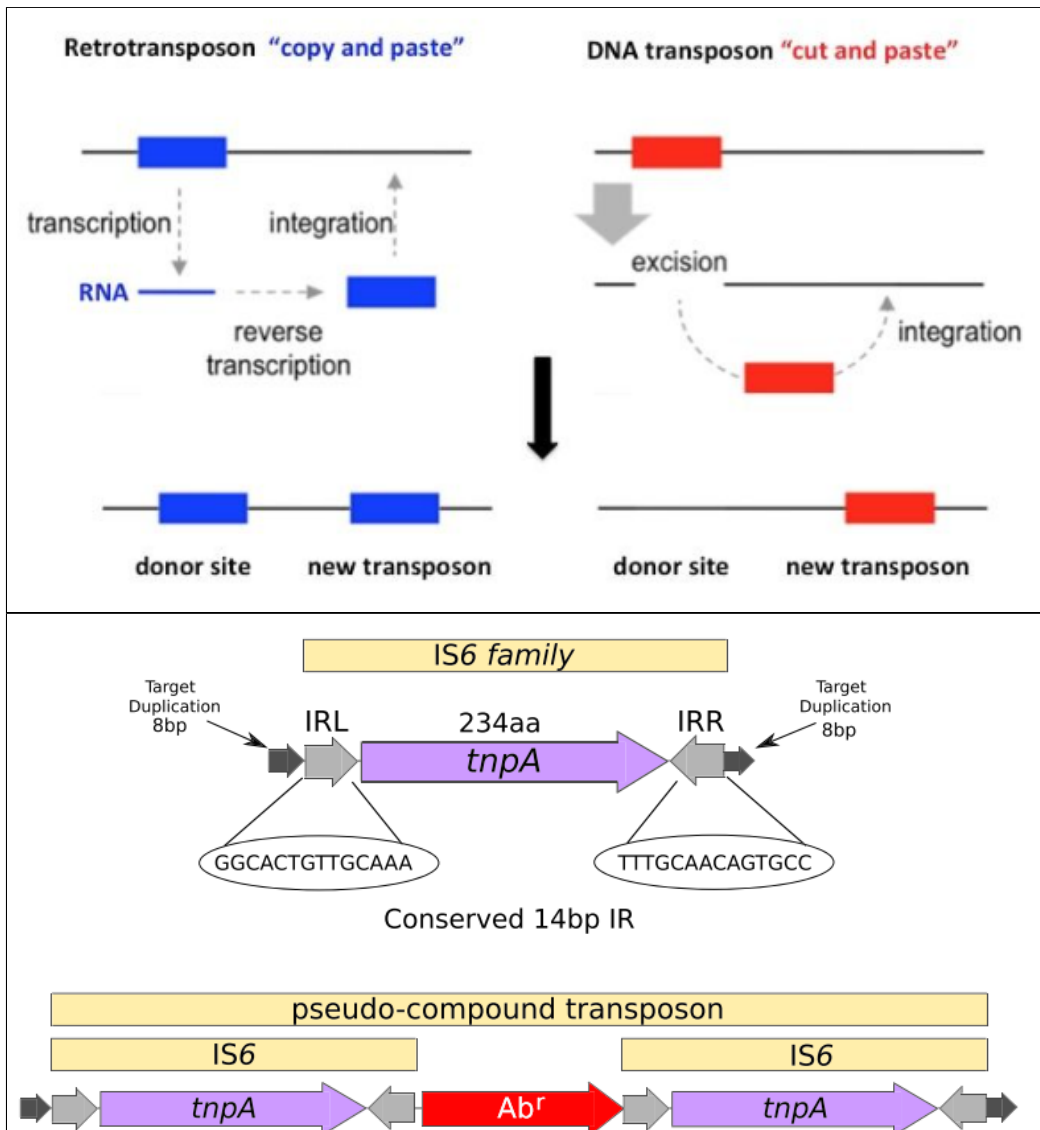 Retrotransposon “copy and paste”
DNA transposon “cut and paste”
transcription
integration
RNA
reverse
transcription
excision
integration
donor site
new transposon
donor site
new transposon
IS6 family
Target
Duplication
8bp
IRL
234aa
IRR
Target
Duplication
8bp
tnpA
GGCACTGTTGCAAA
TTTGCAACAGTGCC
Conserved 14bp IR
pseudo-compound transposon
IS6
IS6
tnpA
Abʳ
tnpA